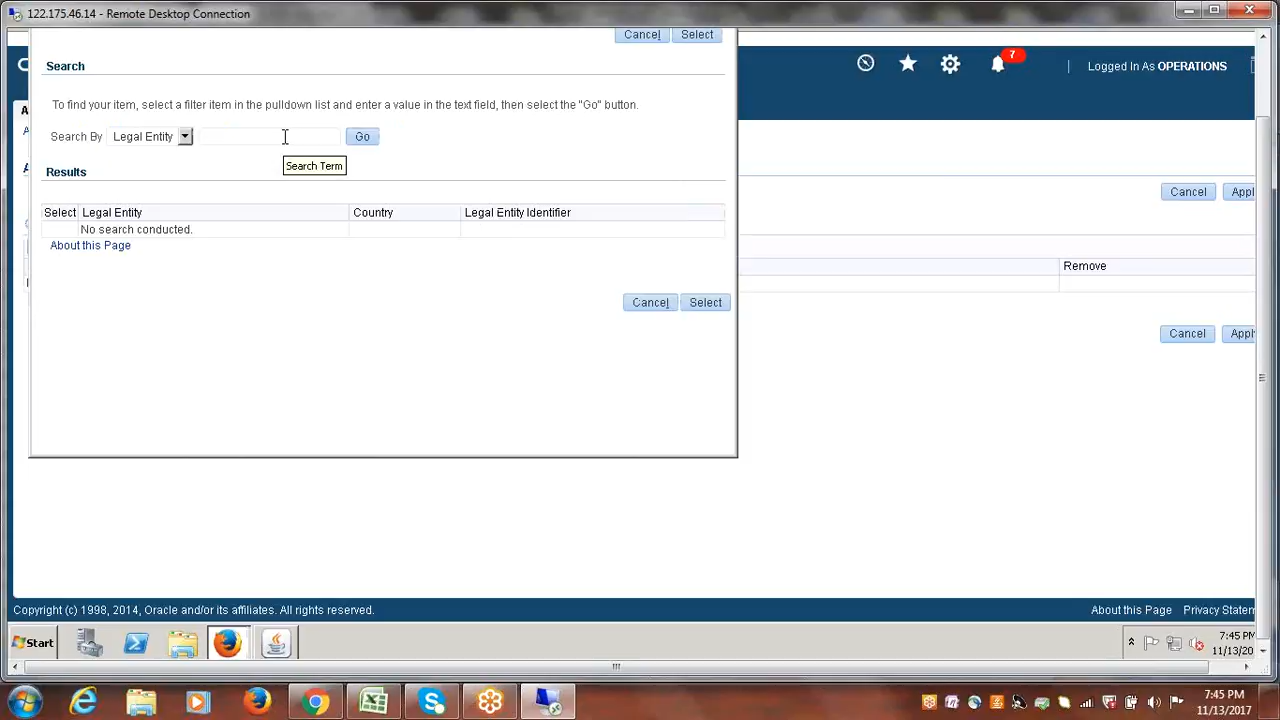 122.175.46.14 - Remote Desktop Connection
Cancel Select
7
Logged In As OPERATIONS
Search
To find your item, select a filter item in the pulldown list and enter a value in the text field, then select the "Go" button.
Search By Legal Entity Go
Search Term
Results
Cancel
Select Legal Entity Country Legal Entity Identifier
No search conducted.
About this Page
Remove
Cancel Select
Cancel
Copyright (c) 1998, 2014, Oracle and/or its affiliates. All rights reserved.
About this Page Privacy
Start
7:45 PM
7:45 PM
11/13/2017